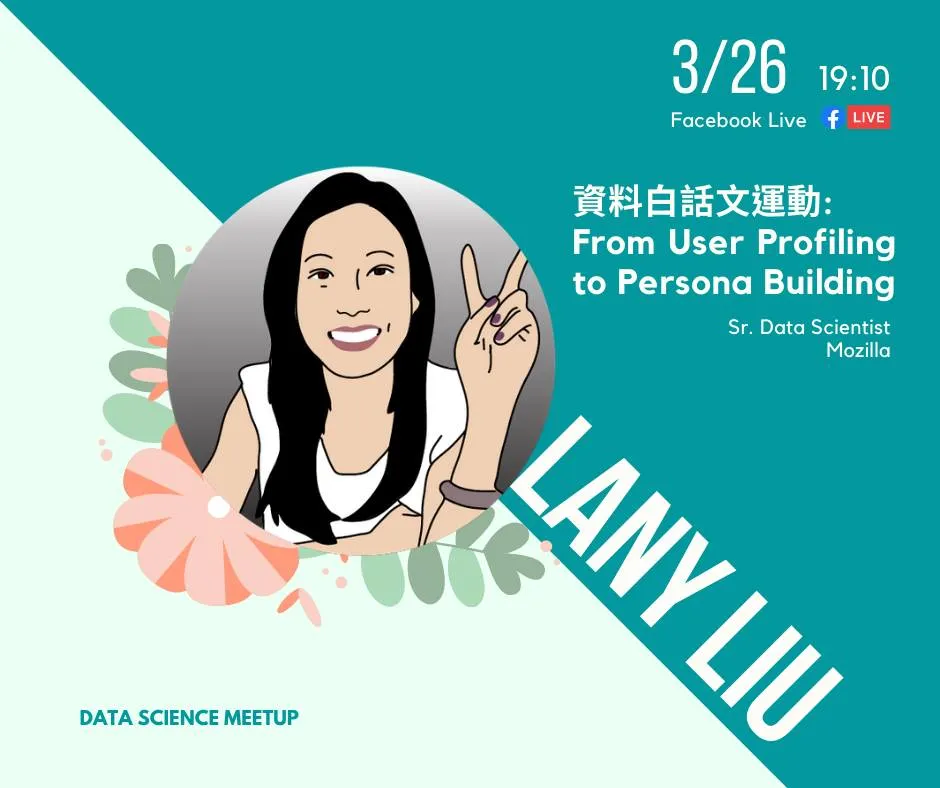 3/26 19:10
Facebook Live f LIVE
資料白話文運動:
From User Profiling
to Persona Building
Sr. Data Scientist
Mozilla
LANY LIU
DATA SCIENCE MEETUP